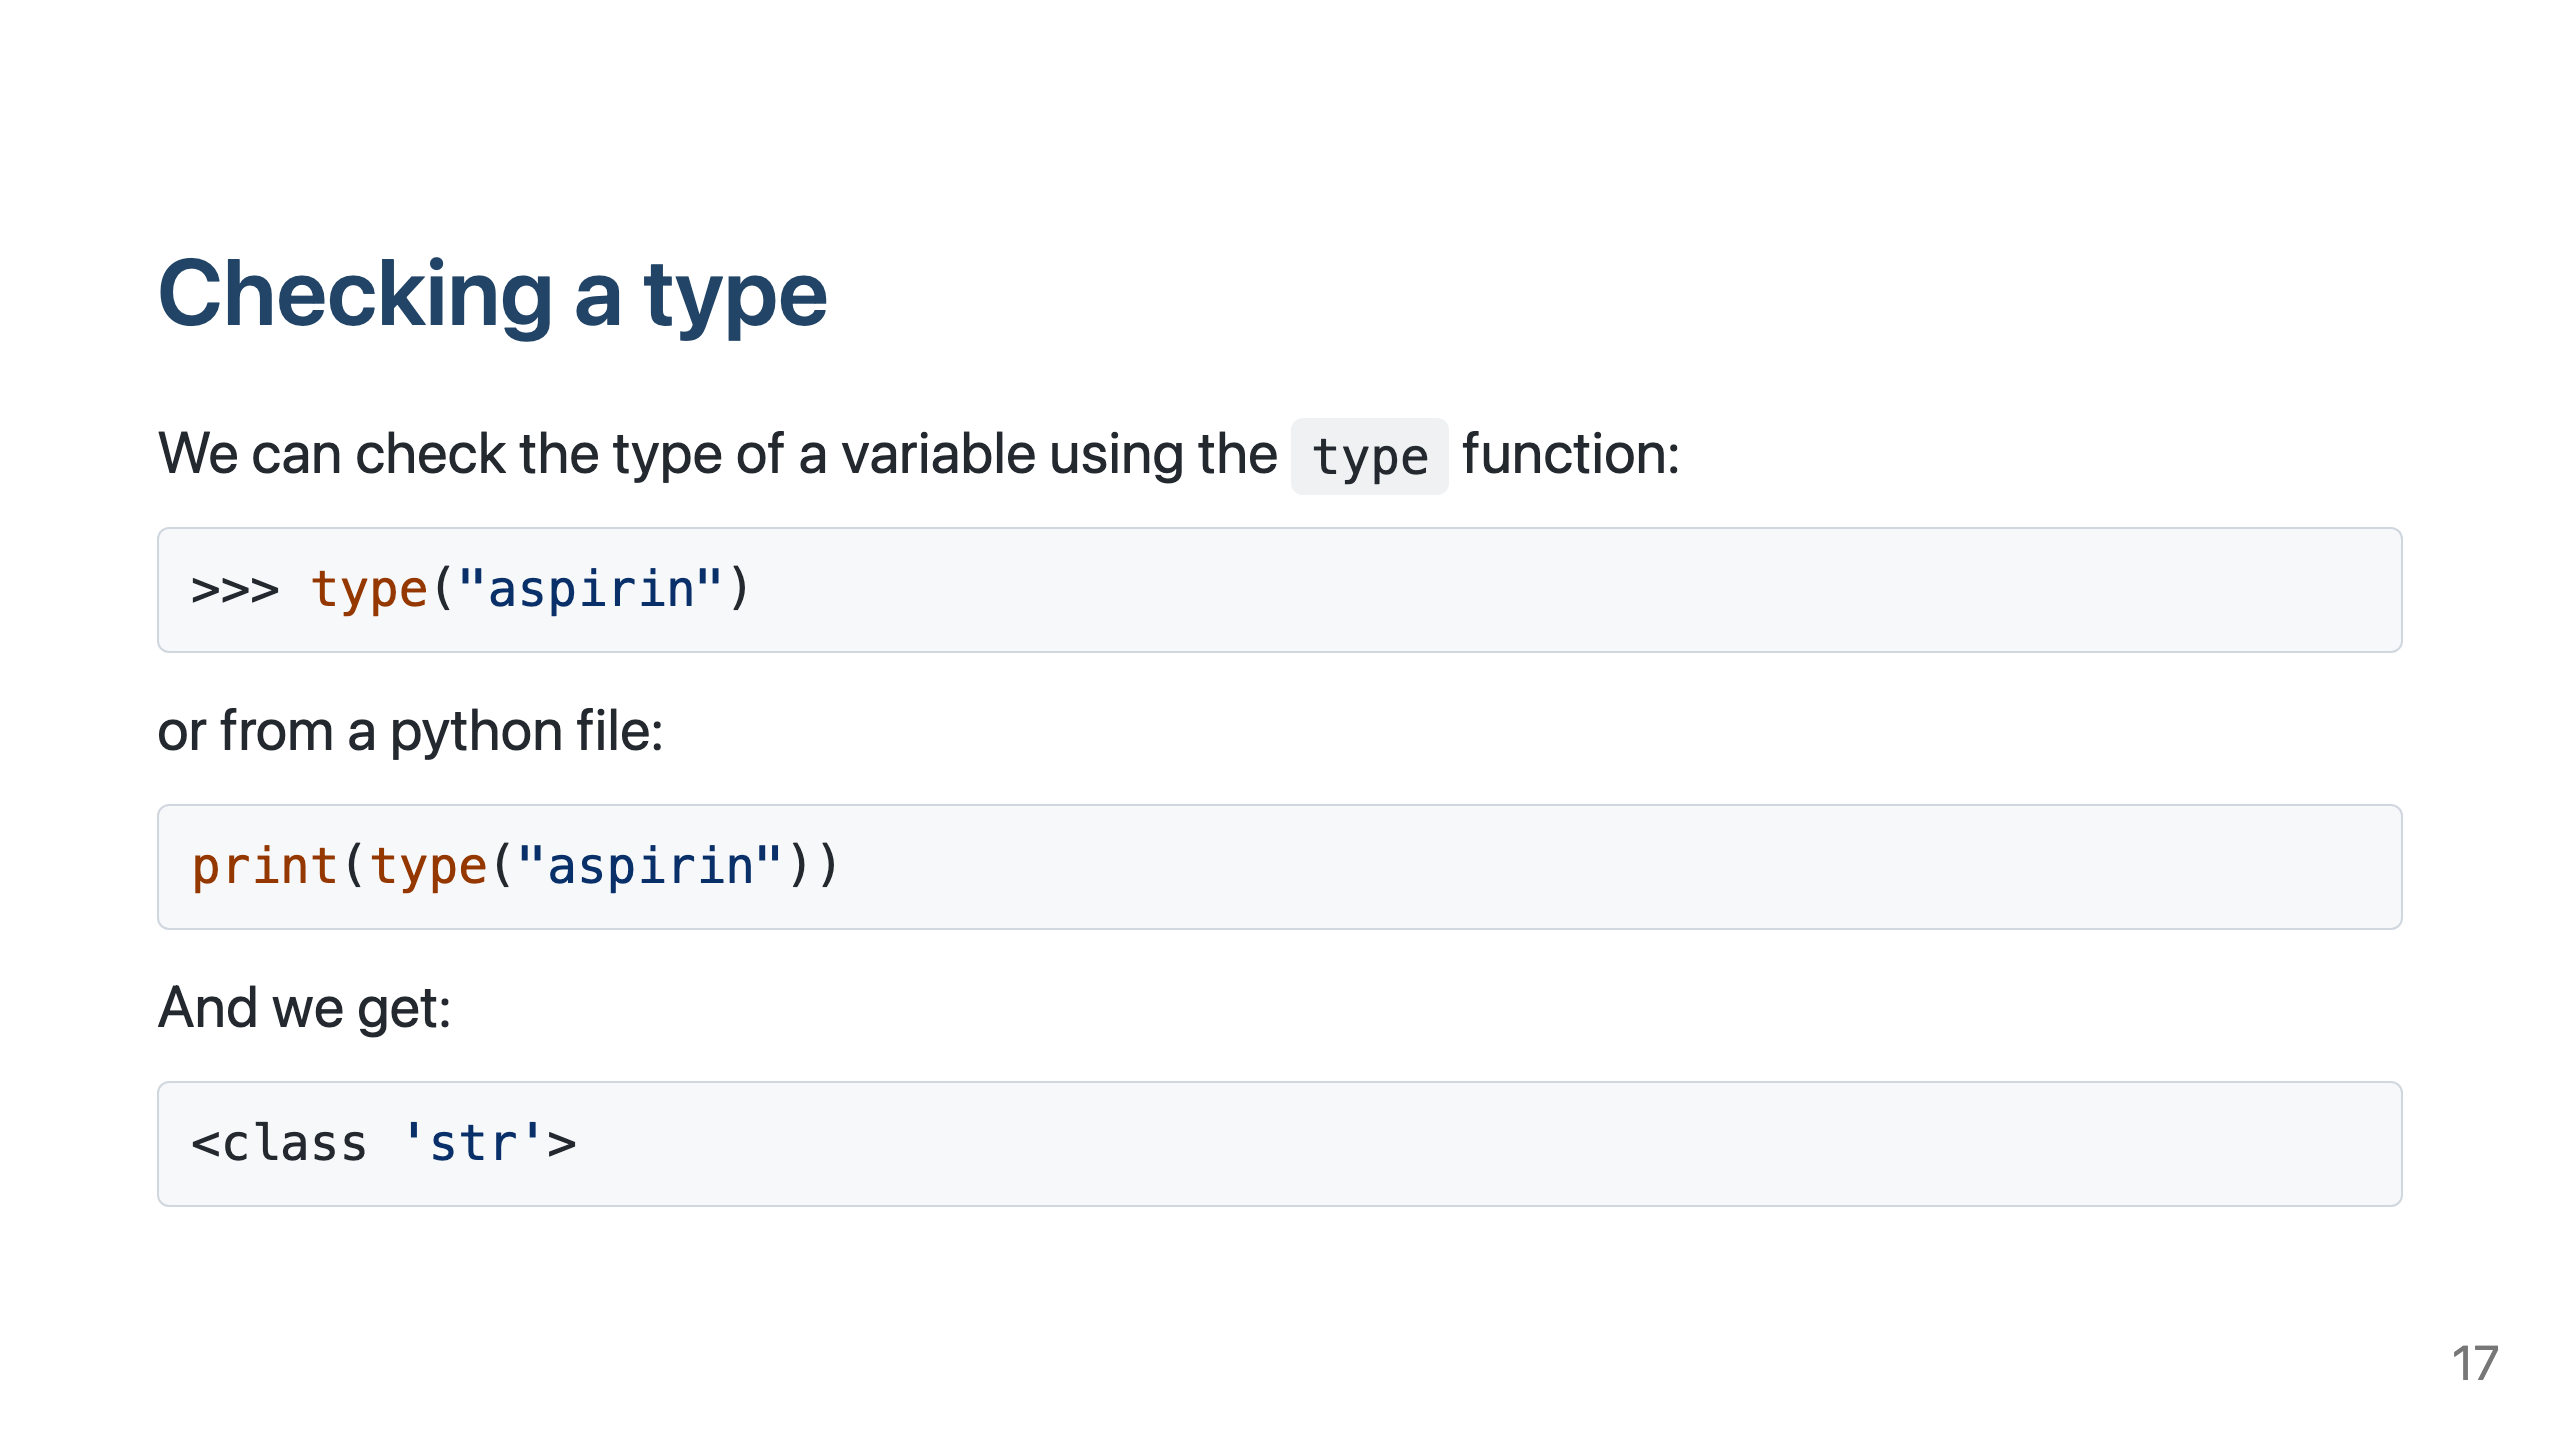 Checking a type
We can check the type of a variable using the type function:
>>> type("aspirin")
or from a python file:
print(type("aspirin"))
And we get:
<class 'str'>
17